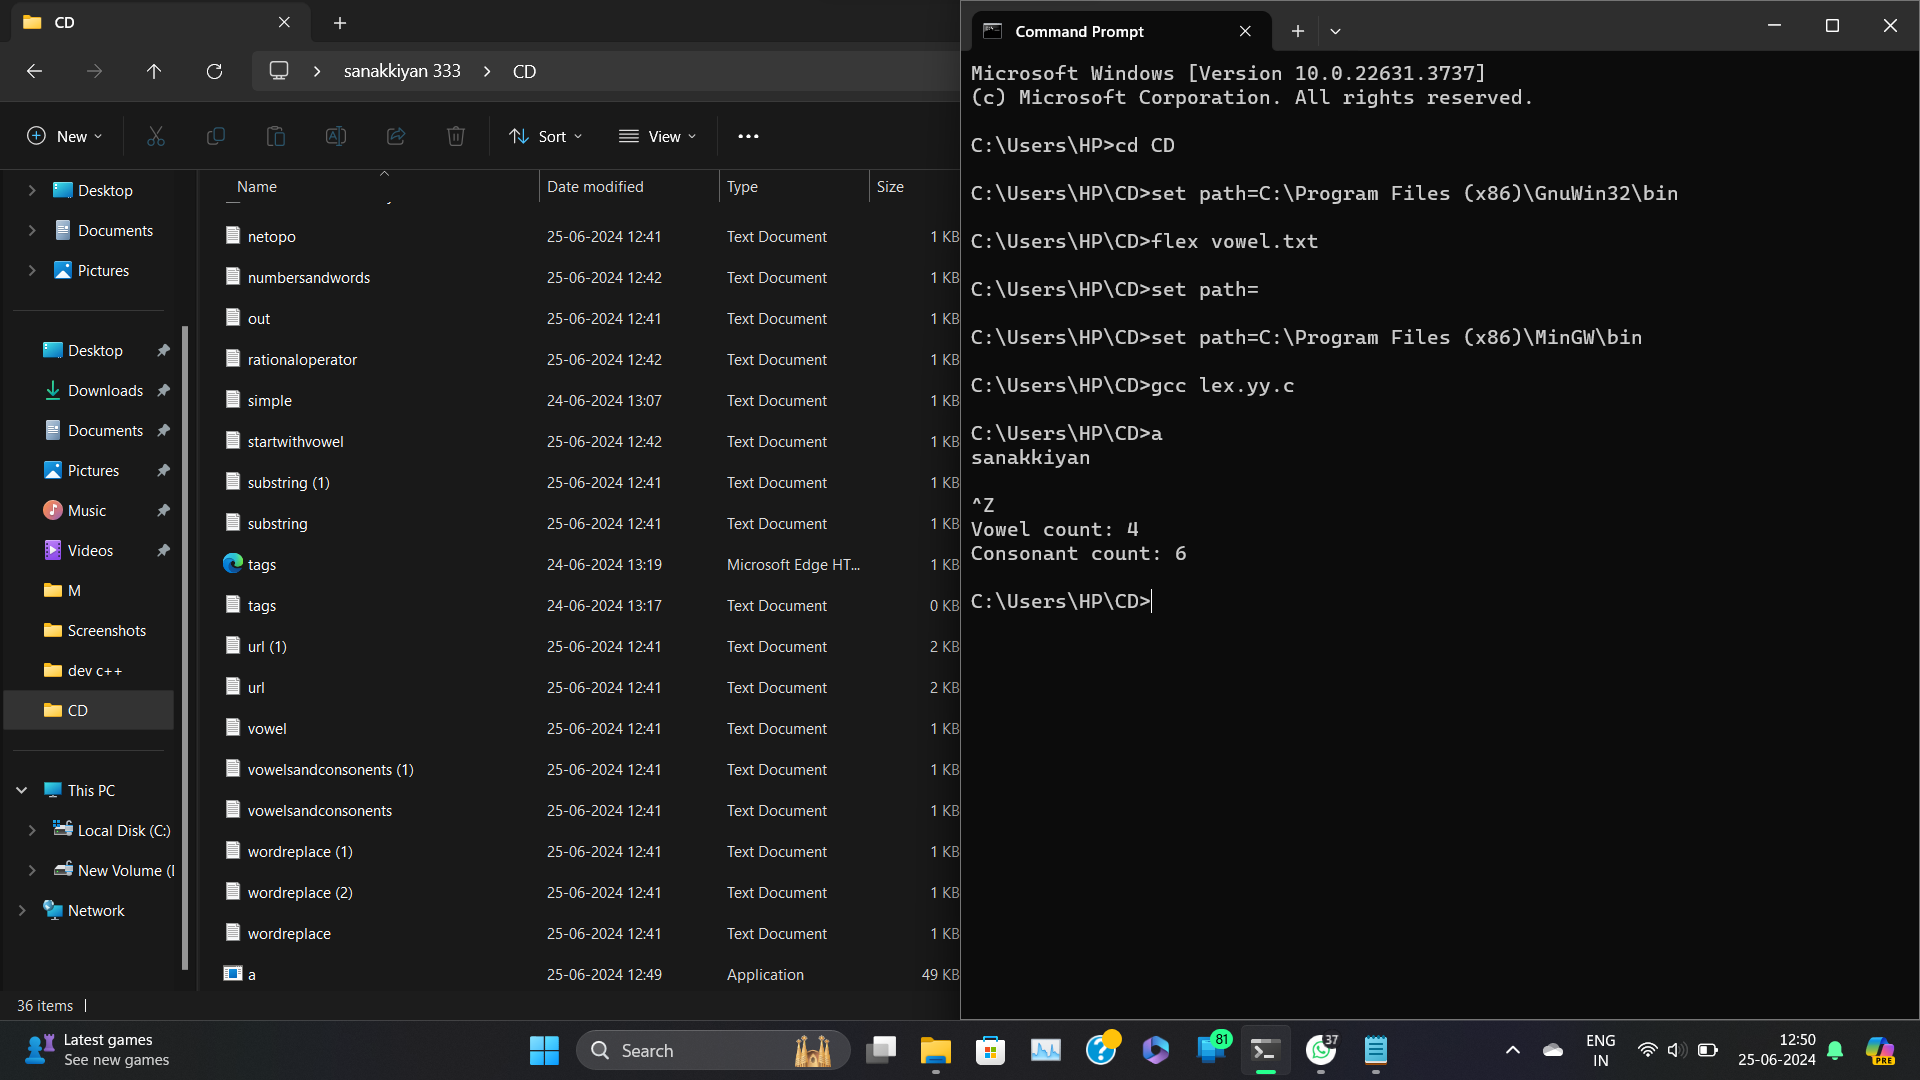 CD
sanakkiyan 333 > CD
New
Sort
View
Name
Date modified
Type
Size
Desktop
Documents
Pictures
Desktop
Downloads
Documents
Pictures
Music
Videos
M
Screenshots
dev c++
CD
This PC
Local Disk (C:)
New Volume (
Network
netopo 25-06-2024 12:41 Text Document 1 KB
numbersandwords 25-06-2024 12:42 Text Document 1 KB
out 25-06-2024 12:41 Text Document 1 KB
rationaloperator 25-06-2024 12:42 Text Document 1 KB
simple 24-06-2024 13:07 Text Document 1 KB
startwithvowel 25-06-2024 12:42 Text Document 1 KB
substring (1) 25-06-2024 12:41 Text Document 1 KB
substring 25-06-2024 12:41 Text Document 1 KB
tags 24-06-2024 13:19 Microsoft Edge HT... 1 KB
tags 24-06-2024 13:17 Text Document 0 KB
url (1) 25-06-2024 12:41 Text Document 2 KB
url 25-06-2024 12:41 Text Document 2 KB
vowel 25-06-2024 12:41 Text Document 1 KB
vowelsandconsonents (1) 25-06-2024 12:41 Text Document 1 KB
vowelsandconsonents 25-06-2024 12:41 Text Document 1 KB
wordreplace (1) 25-06-2024 12:41 Text Document 1 KB
wordreplace (2) 25-06-2024 12:41 Text Document 1 KB
wordreplace 25-06-2024 12:41 Text Document 1 KB
a 25-06-2024 12:49 Application 49 KB
36 items
Command Prompt
Microsoft Windows [Version 10.0.22631.3737]
(c) Microsoft Corporation. All rights reserved.
C:\Users\HP>cd CD
C:\Users\HP\CD>set path=C:\Program Files (x86)\GnuWin32\bin
C:\Users\HP\CD>flex vowel.txt
C:\Users\HP\CD>set path=
C:\Users\HP\CD>set path=C:\Program Files (x86)\MinGW\bin
C:\Users\HP\CD>gcc lex.yy.c
C:\Users\HP\CD>a
sanakkiyan
^Z
Vowel count: 4
Consonant count: 6
C:\Users\HP\CD>
Latest games
See new games
Search
81
37
ENG
IN
12:50
25-06-2024
PRE